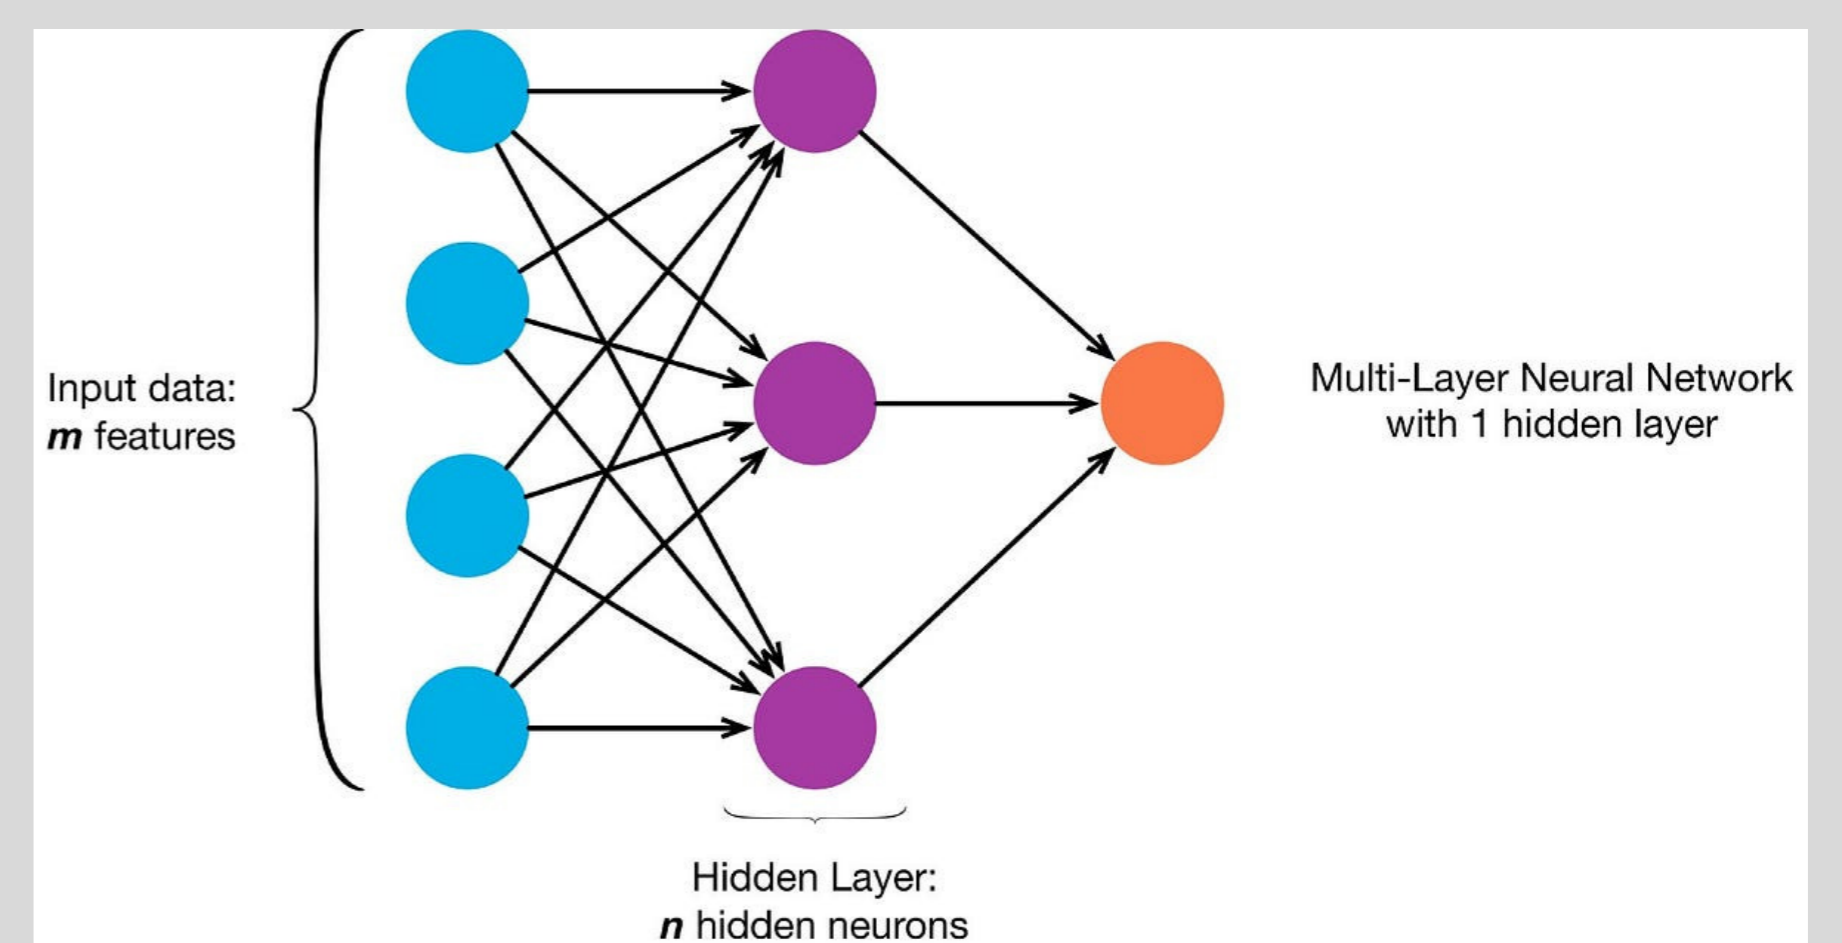 Input data:
m features
Multi-Layer Neural Network
with 1 hidden layer
Hidden Layer:
n hidden neurons